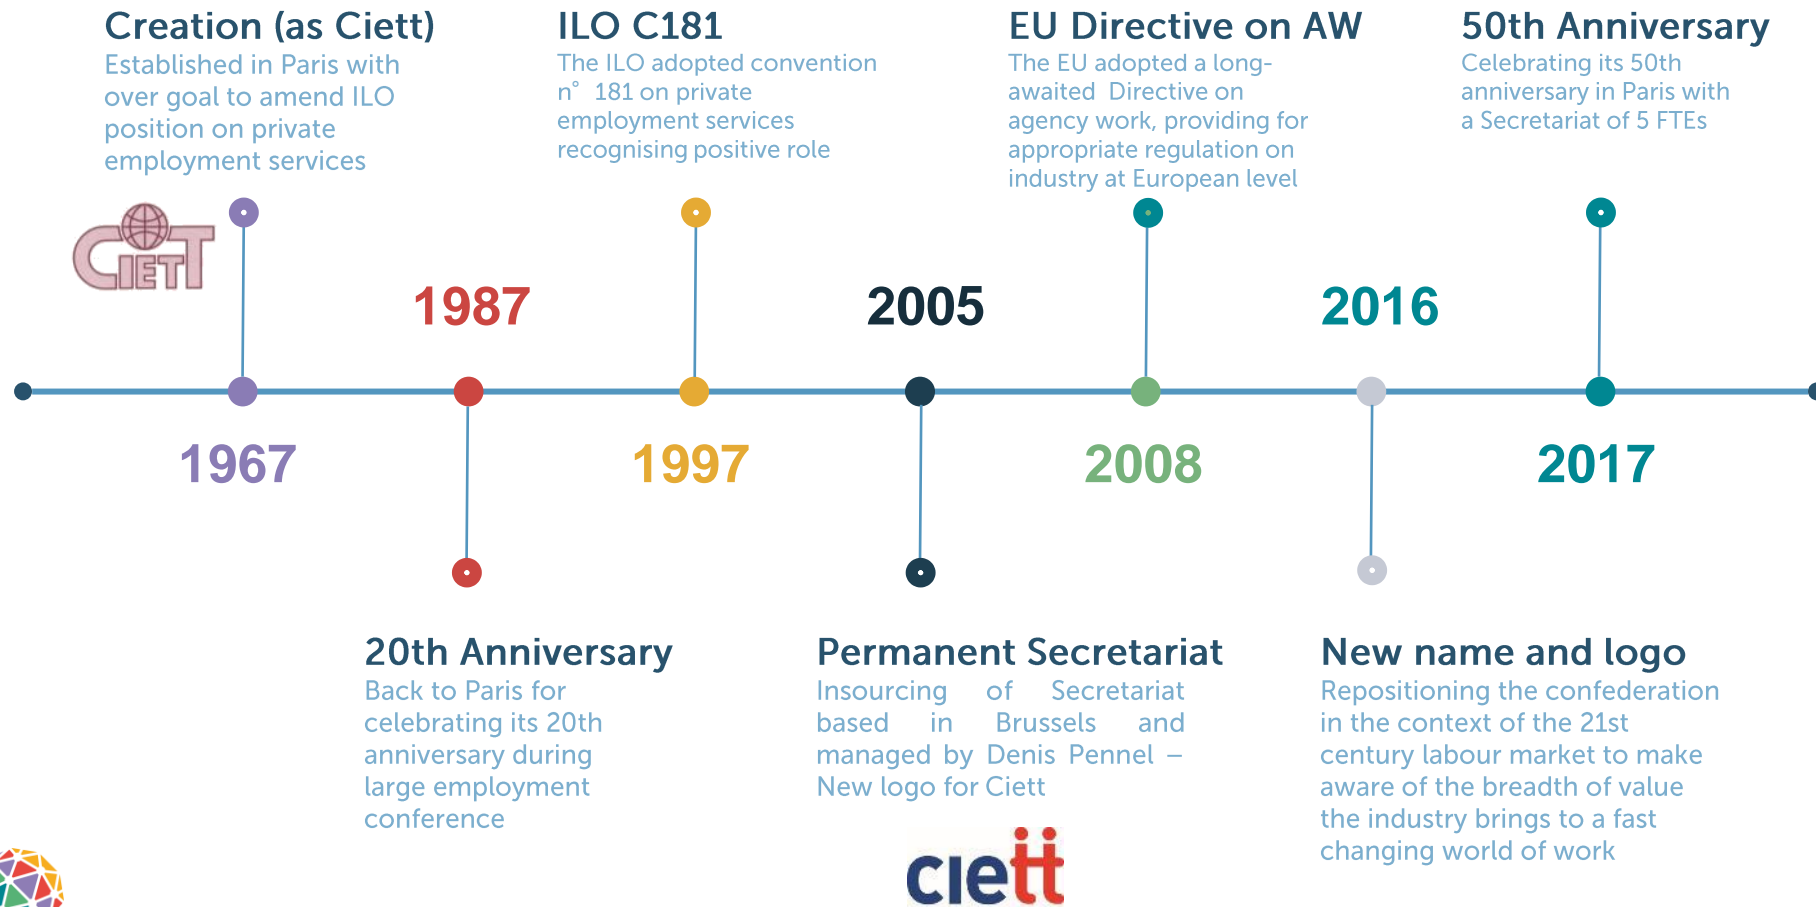 Creation (as Ciett)
Established in Paris with
over goal to amend ILO
position on private
employment services
ILO C181
The ILO adopted convention
n° 181 on private
employment services
recognising positive role
EU Directive on AW
The EU adopted a long-
awaited Directive on
agency work, providing for
appropriate regulation on
industry at European level
50th Anniversary
Celebrating its 50th
anniversary in Paris with
a Secretariat of 5 FTEs
CIETT
1987
2005
2016
1967
1997
2008
2017
20th Anniversary
Back to Paris for
celebrating its 20th
anniversary during
large employment
conference
Permanent Secretariat
Insourcing of Secretariat
based in Brussels and
managed by Denis Pennel –
New logo for Ciett
New name and logo
Repositioning the confederation
in the context of the 21st
century labour market to make
aware of the breadth of value
the industry brings to a fast
changing world of work
ciett